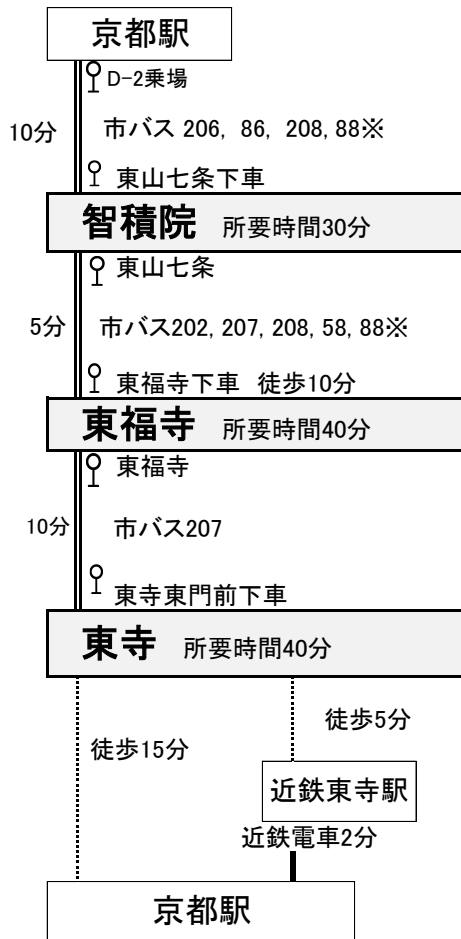 京都駅
D-2乗場
10分 市バス 206, 86, 208, 88※
東山七条下車
智積院 所要時間30分
東山七条
5分 市バス202, 207, 208, 58, 88※
東福寺下車 徒歩10分
東福寺 所要時間40分
東福寺
10分 市バス207
東寺東門前下車
東寺 所要時間40分
徒歩5分
徒歩15分
近鉄東寺駅
近鉄電車2分
京都駅